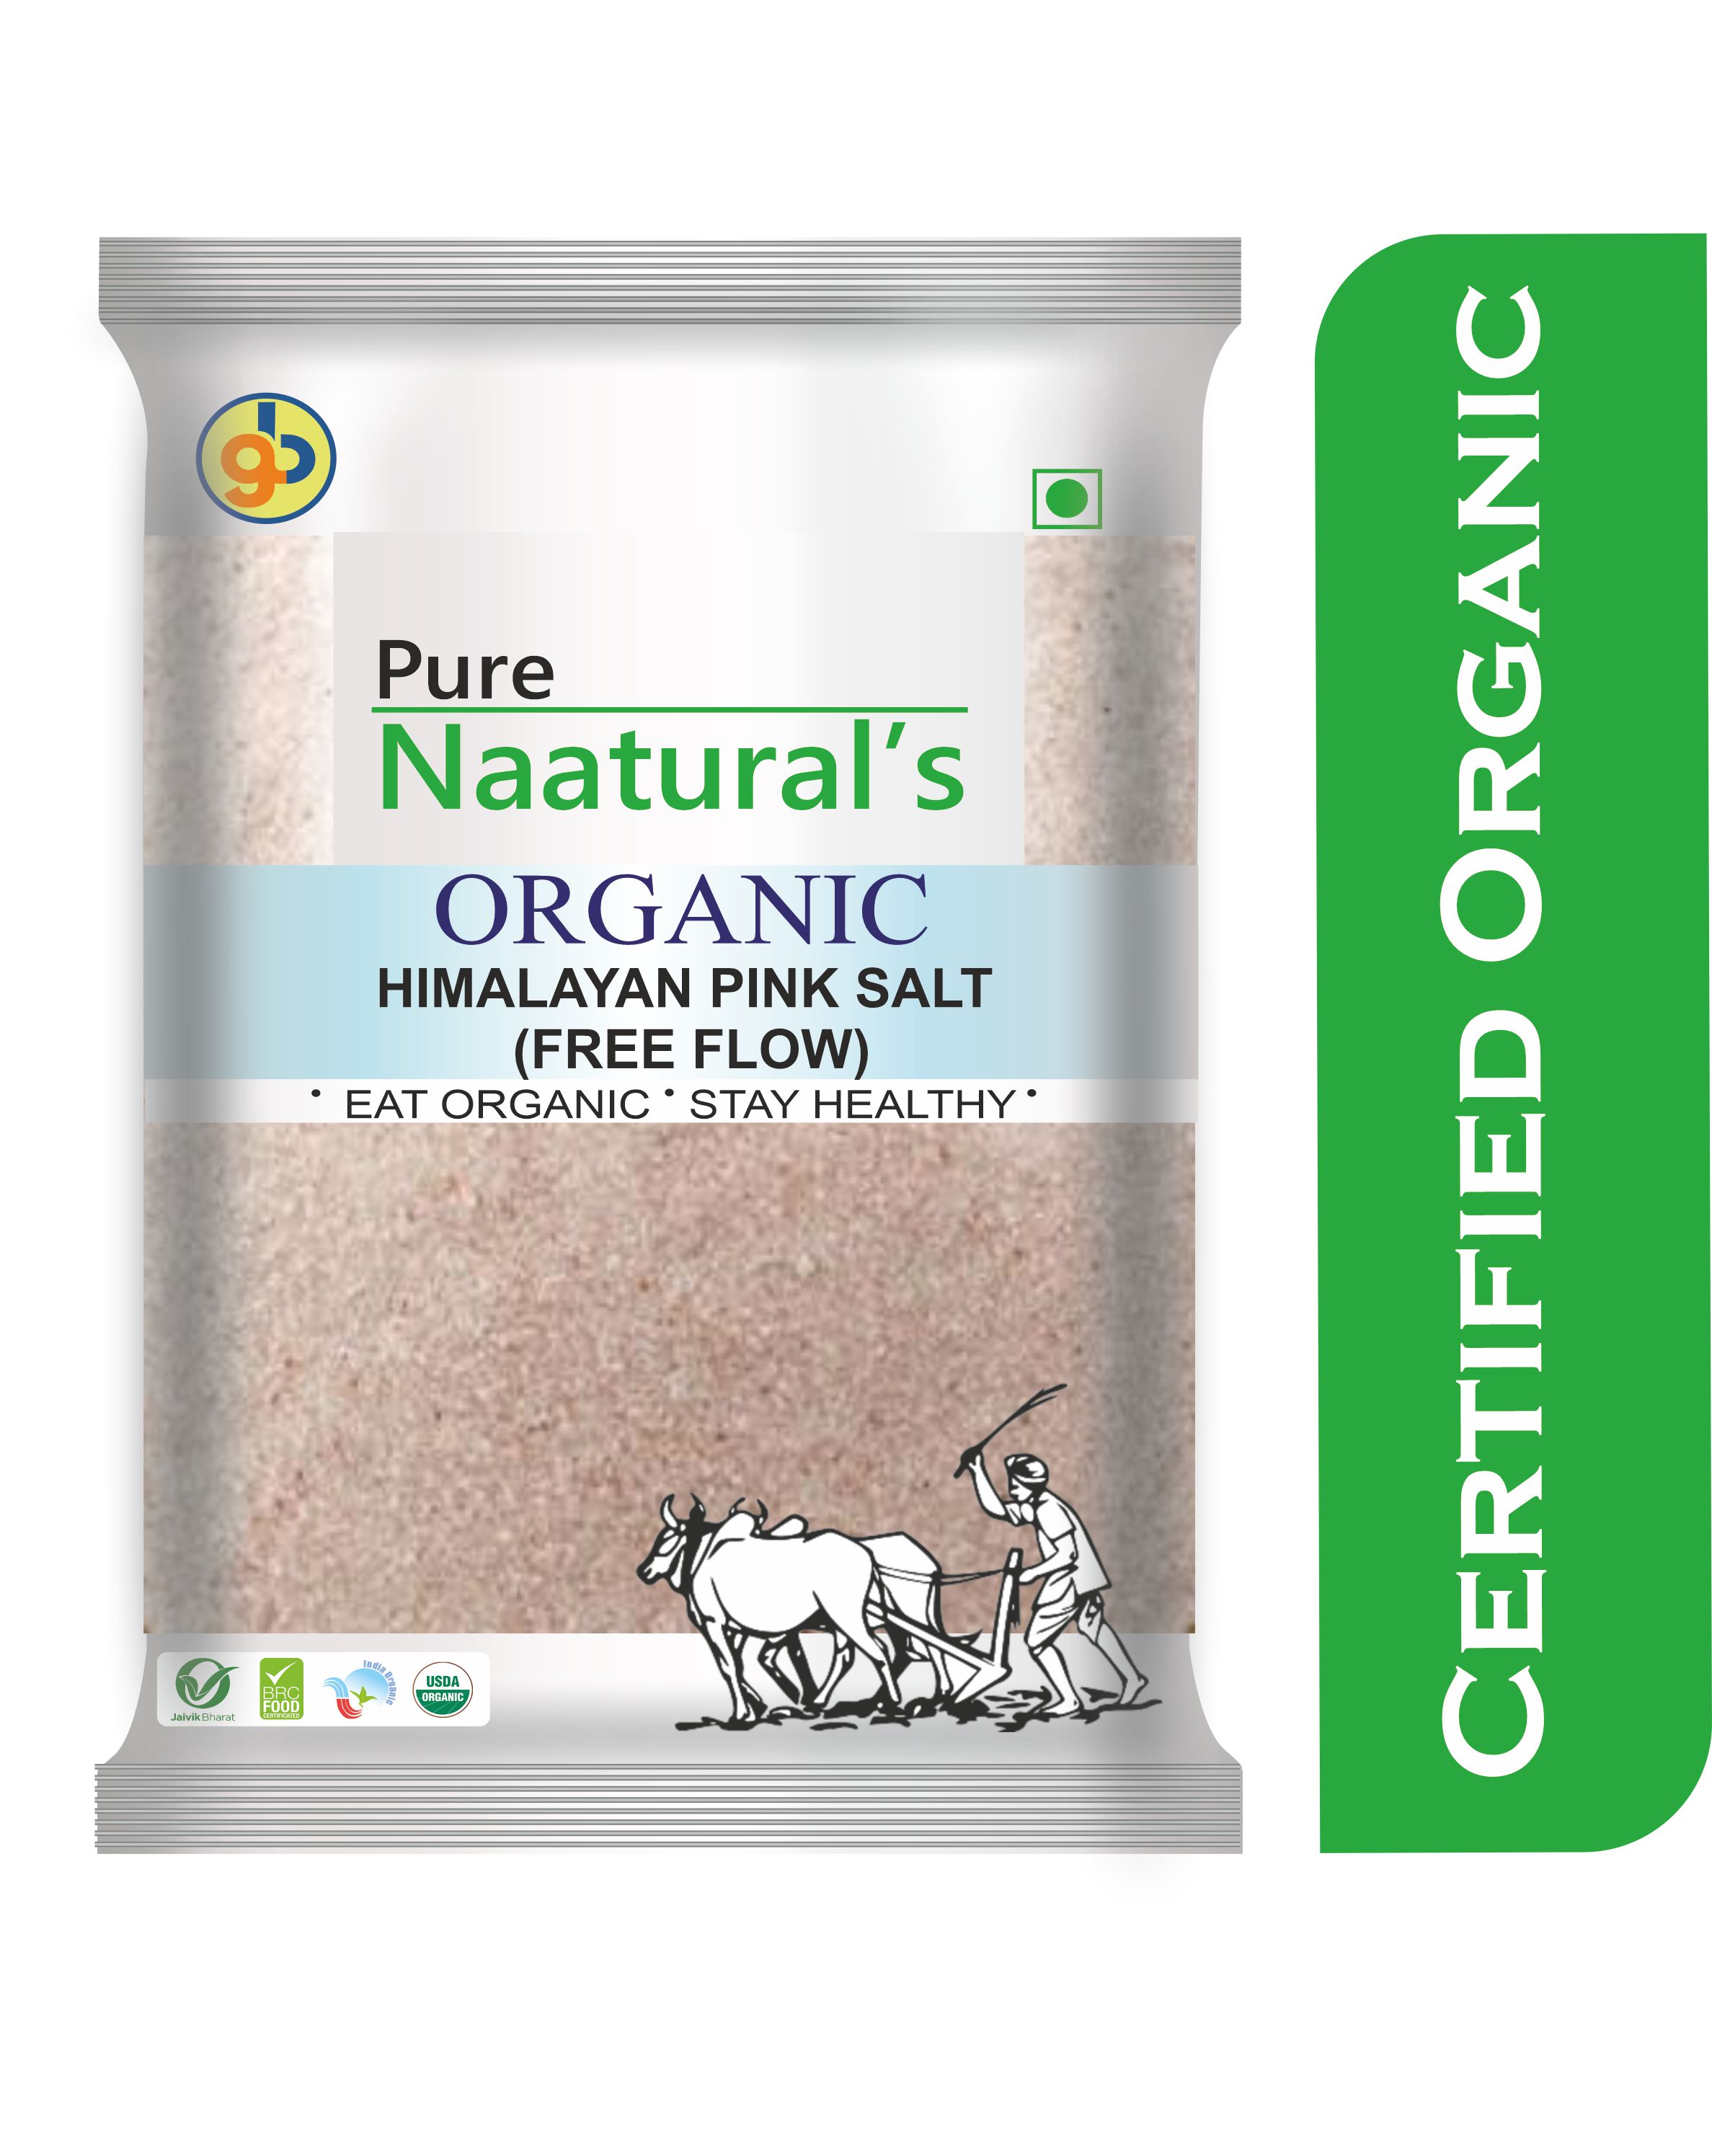 gb
Pure
Naatural's
ORGANIC
HIMALAYAN PINK SALT
(FREE FLOW)
• EAT ORGANIC • STAY HEALTHY •
Jaivik Bharat
BRC
FOOD
CERTIFICATED
India Organic
USDA
ORGANIC
CERTIFIED ORGANIC